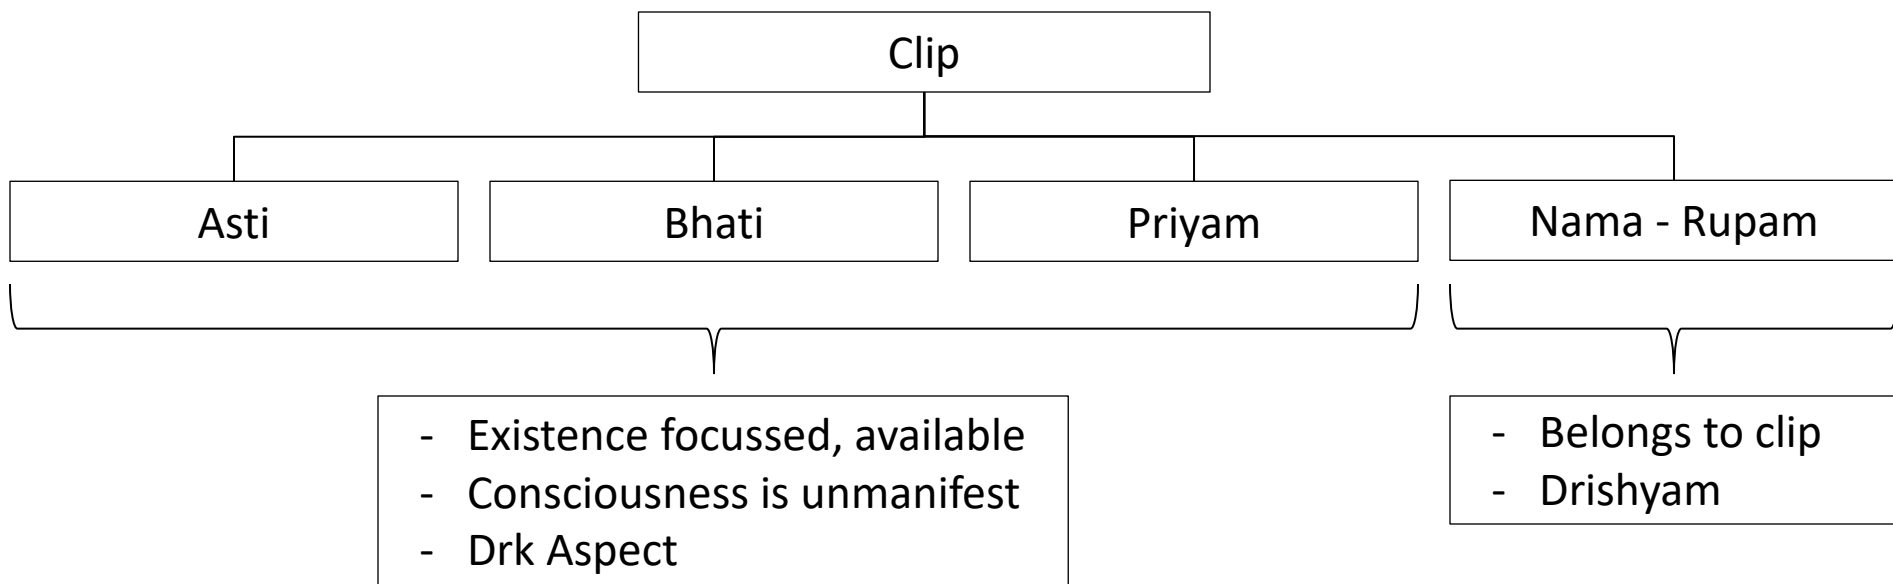 Clip
Asti
Bhati
Priyam
Nama - Rupam
- Existence focussed, available
- Consciousness is unmanifest
- Drk Aspect
- Belongs to clip
- Drishyam